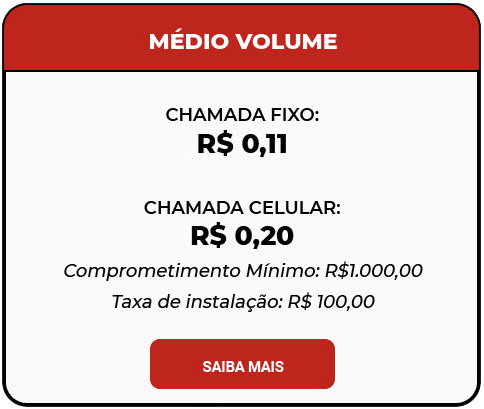 MÉDIO VOLUME
CHAMADA FIXO:
R$ 0,11
CHAMADA CELULAR:
R$ 0,20
Comprometimento Mínimo: R$1.000,00
Taxa de instalação: R$ 100,00
SAIBA MAIS